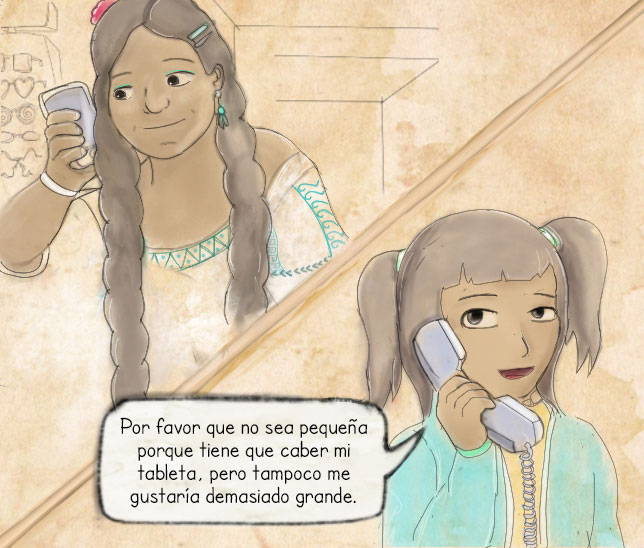 Por favor que no sea pequeña
porque tiene que caber mi
tableta, pero tampoco me
gustaría demasiado grande.